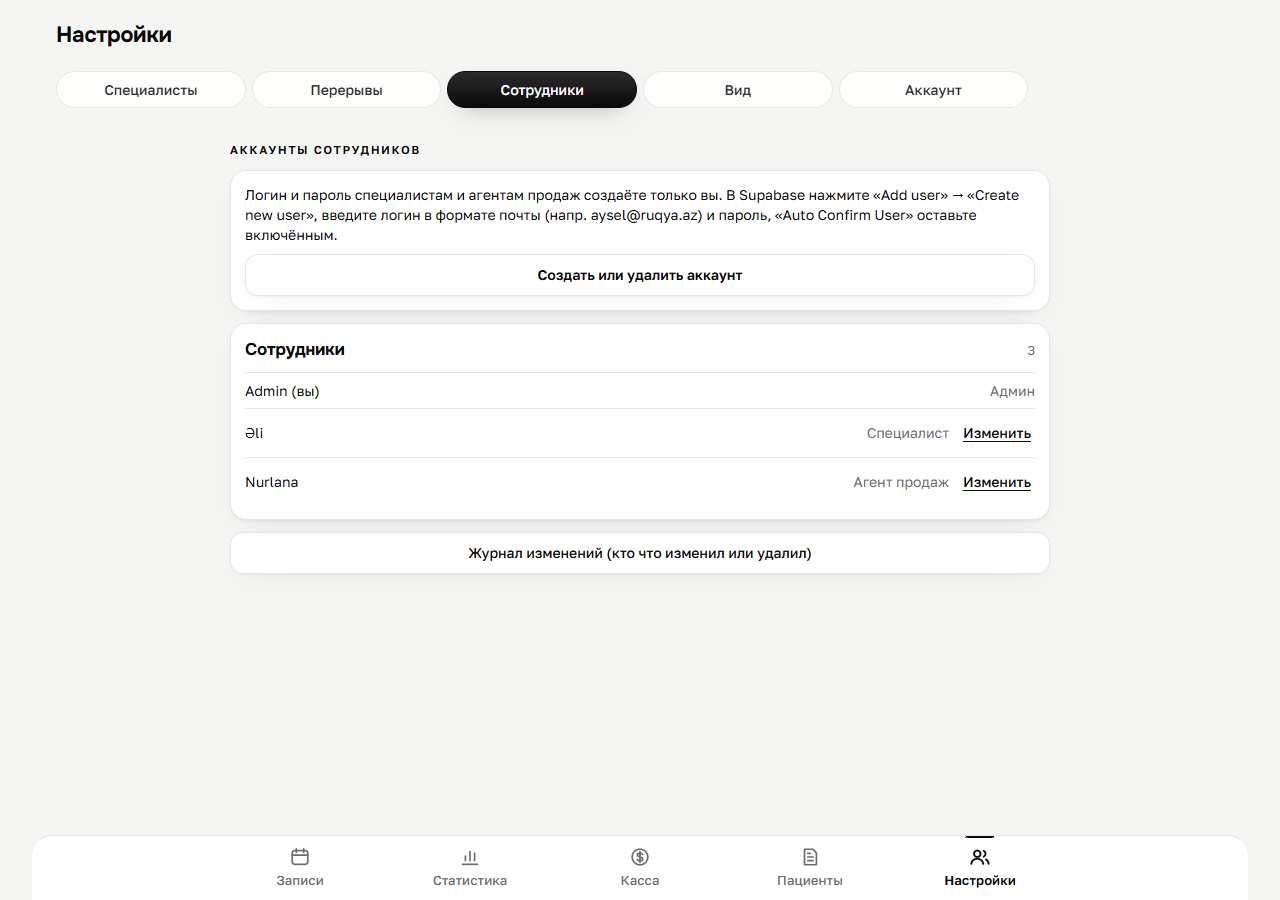 Настройки
Специалисты
Перерывы
Сотрудники
Вид
Аккаунт
АККАУНТЫ СОТРУДНИКОВ
Логин и пароль специалистам и агентам продаж создаёте только вы. В Supabase нажмите «Add user» → «Create
new user», введите логин в формате почты (напр. aysel@ruqya.az) и пароль, «Auto Confirm User» оставьте
включённым.
Создать или удалить аккаунт
Сотрудники 3
Admin (вы) Админ
Əli Специалист Изменить
Nurlana Агент продаж Изменить
Журнал изменений (кто что изменил или удалил)
Записи
Статистика
Касса
Пациенты
Настройки